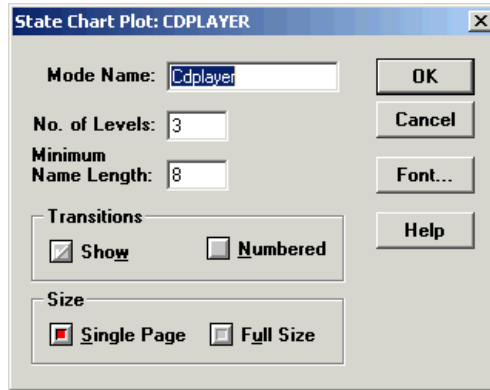 State Chart Plot: CDPLAYER
Mode Name: Cdplayer
OK
No. of Levels: 3
Cancel
Minimum
Name Length: 8
Font...
Transitions
Show
Numbered
Help
Size
Single Page
Full Size